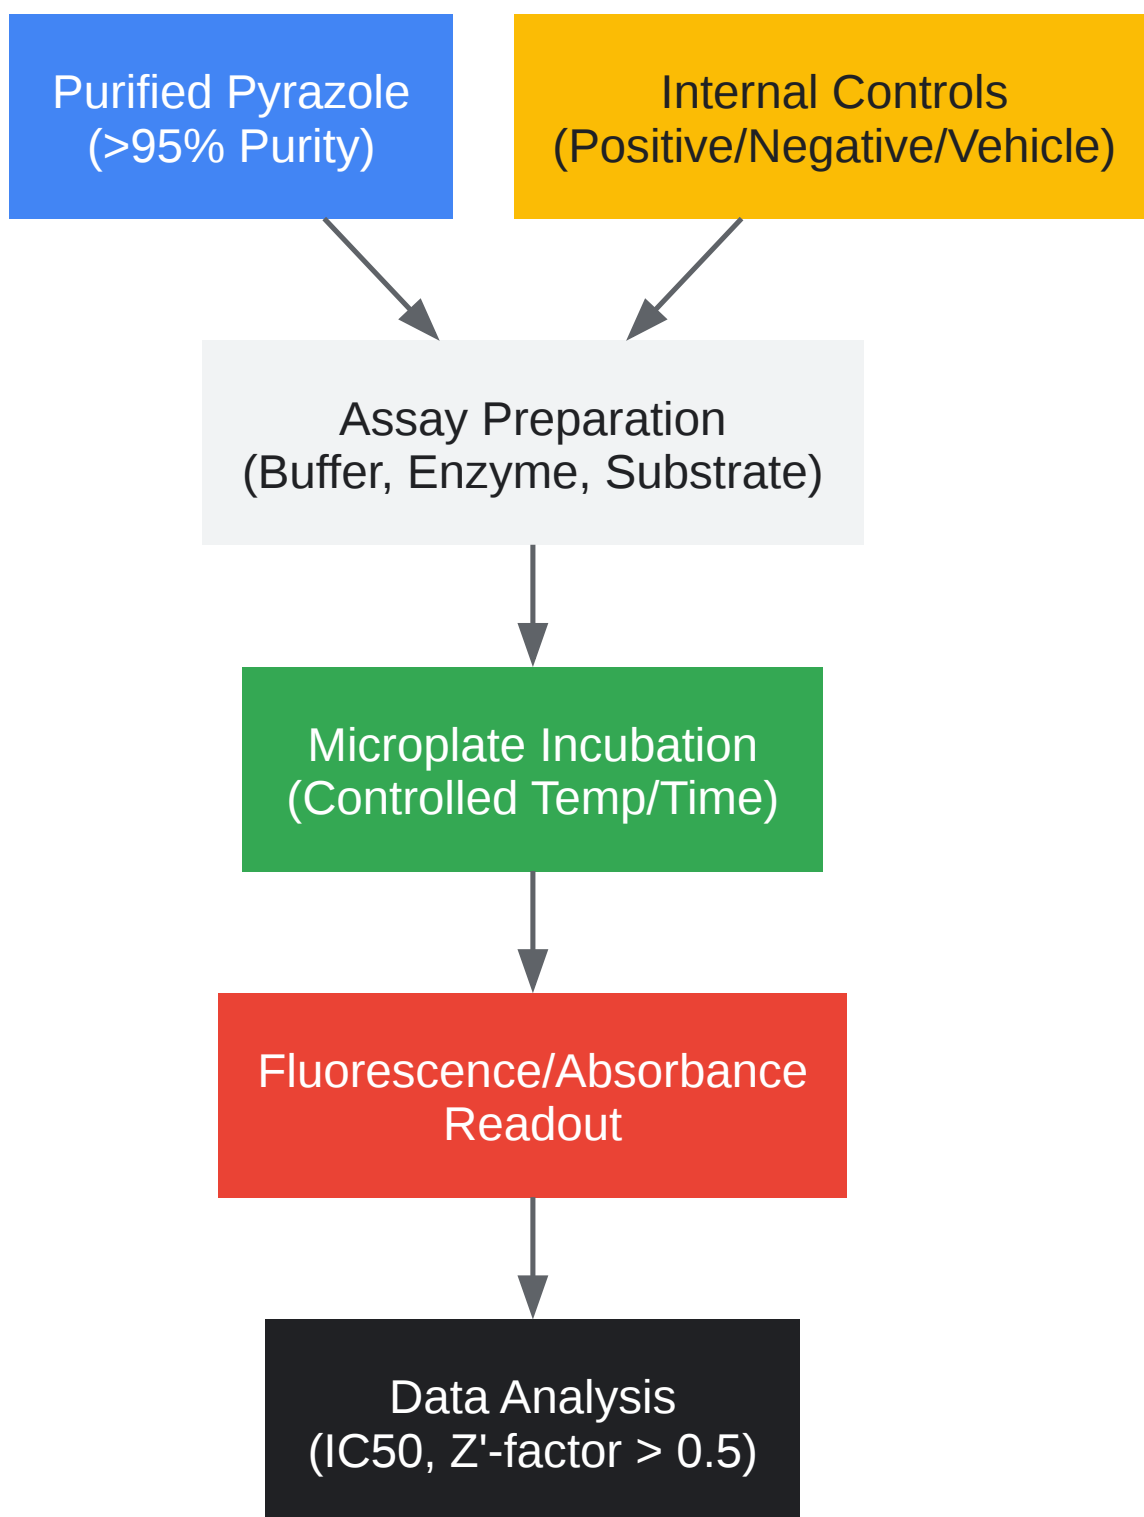 Purified Pyrazole
(>95% Purity)
Internal Controls
(Positive/Negative/Vehicle)
Assay Preparation
(Buffer, Enzyme, Substrate)
Microplate Incubation
(Controlled Temp/Time)
Fluorescence/Absorbance
Readout
Data Analysis
(IC50, Z'-factor > 0.5)